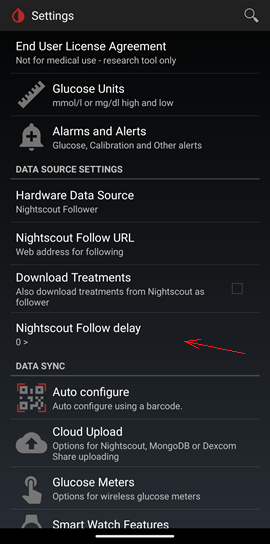 Settings
End User License Agreement
Not for medical use - research tool only
Glucose Units
mmol/l or mg/dl high and low
Alarms and Alerts
Glucose, Calibration and Other alerts
DATA SOURCE SETTINGS
Hardware Data Source
Nightscout Follower
Nightscout Follow URL
Web address for following
Download Treatments
Also download treatments from Nightscout as
follower
Nightscout Follow delay
0 >
DATA SYNC
Auto configure
Auto configure using a barcode.
Cloud Upload
Options for Nightscout, MongoDB or Dexcom
Share uploading
Glucose Meters
Options for wireless glucose meters
Smart Watch Features